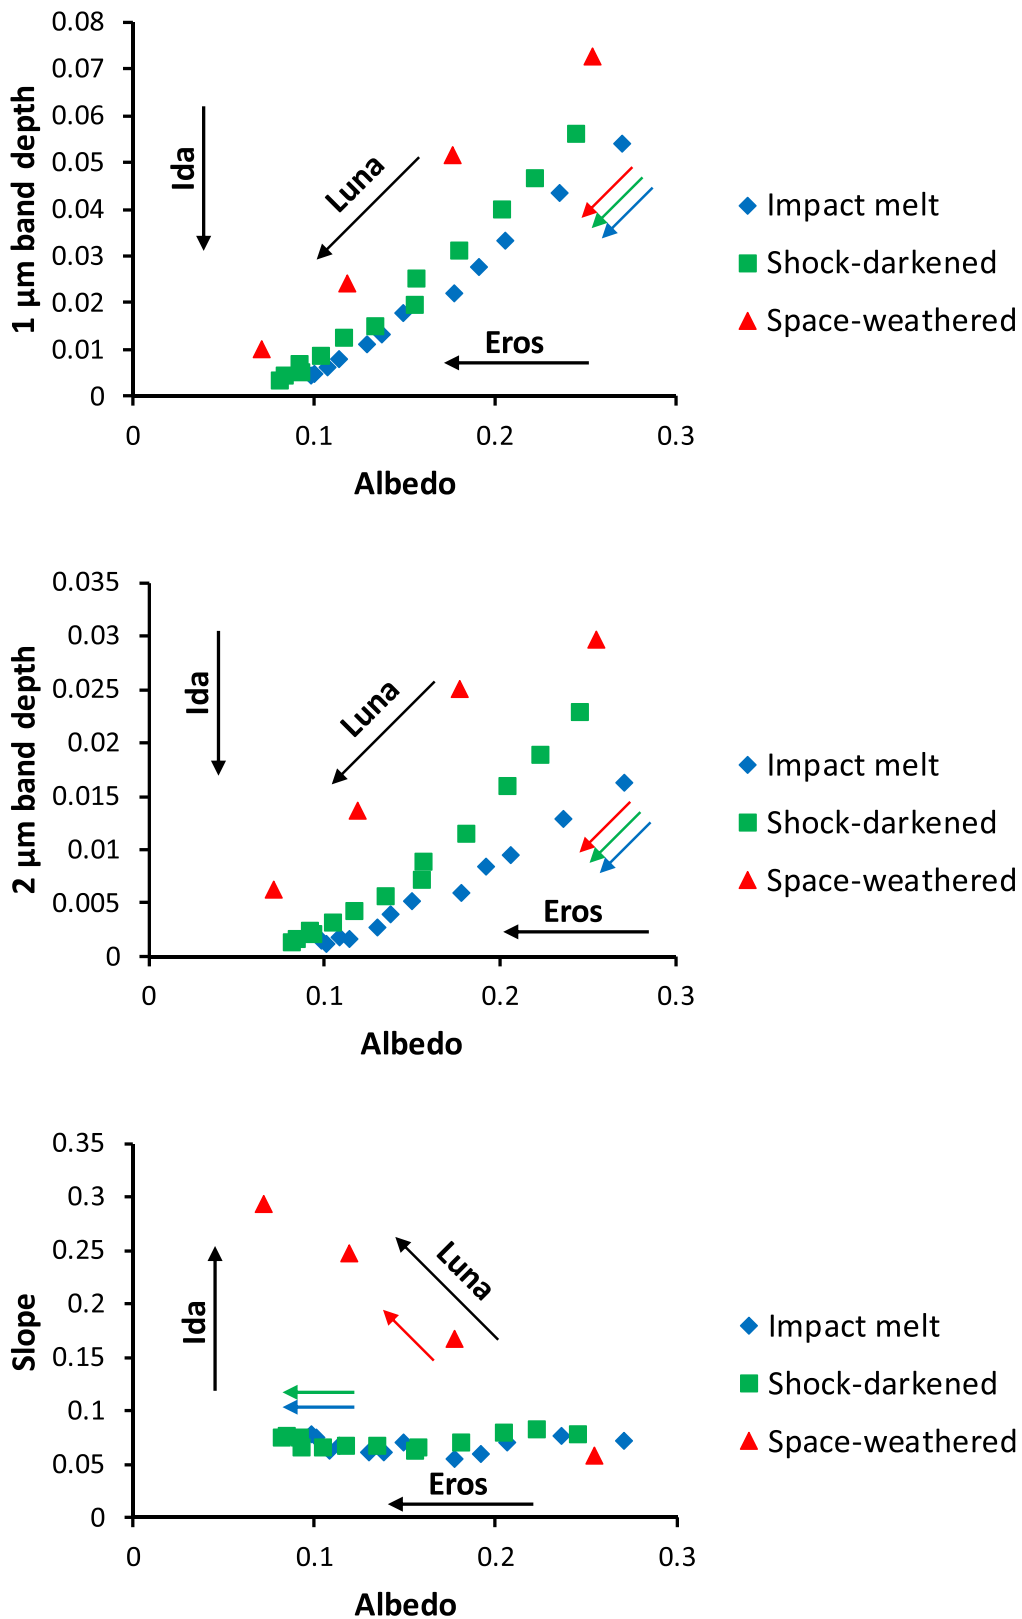 0.08
0.07
0.06
0.05
0.04
0.03
0.02
0.01
0
1 µm band depth
Ida
Luna
Eros
0
0.1
0.2
0.3
Albedo
Impact melt
Shock-darkened
Space-weathered
0.035
0.03
0.025
0.02
0.015
0.01
0.005
0
2 µm band depth
Ida
Luna
Eros
0
0.1
0.2
0.3
Albedo
Impact melt
Shock-darkened
Space-weathered
0.35
0.3
0.25
0.2
0.15
0.1
0.05
0
Slope
Ida
Luna
Eros
0
0.1
0.2
0.3
Albedo
Impact melt
Shock-darkened
Space-weathered